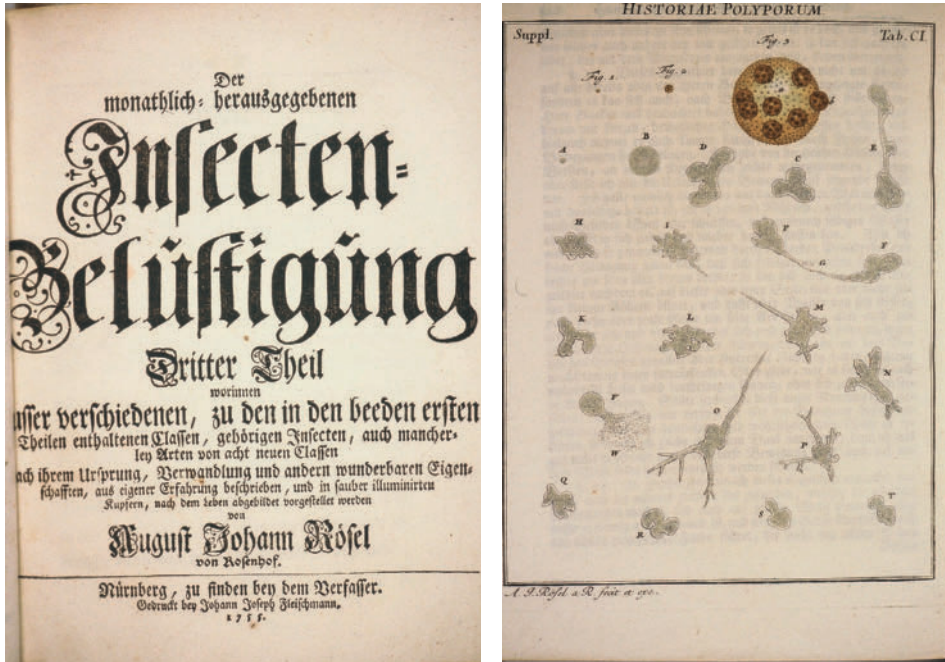 Der
monathlich-herausgegebenen
Insecten-
Belustigung
Dritter Theil
worinnen
ausser verschiedenen, zu den in den beeden ersten
Theilen enthaltenen Classen, gehörigen Insecten, auch mancher-
ley Arten von acht neuen Classen
nach ihrem Ursprung, Verwandlung und andern wunderbaren Eigen-
schafften, aus eigener Erfahrung beschrieben, und in sauber illuminirten
Kupfern, nach dem Leben abgebildet vorgestellet werden
von
August Johann Rösel
von Rosenhof.
Nürnberg, zu finden bey dem Verfasser.
Gedruckt bey Johann Joseph Fleischmann.
1755.
HISTORIAE POLYPORUM
Suppl.
Tab. CI.
Fig. 1
Fig. 2
Fig. 3
A
B
D
C
E
H
I
F
G
F
K
L
M
N
F
W
O
P
Q
R
S
T
A. J. Rösel a R. fecit et exc.